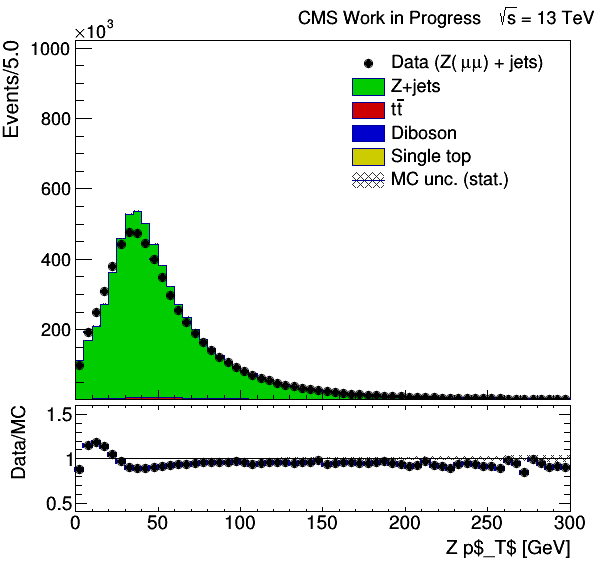 CMS Work in Progress √s = 13 TeV
×10³
Events/5.0
1000
800
600
400
200
Data (Z(μμ) + jets)
Z+jets
tt̄
Diboson
Single top
MC unc. (stat.)
Data/MC
1.5
1
0.5
0 50 100 150 200 250 300
Z p$_T$ [GeV]